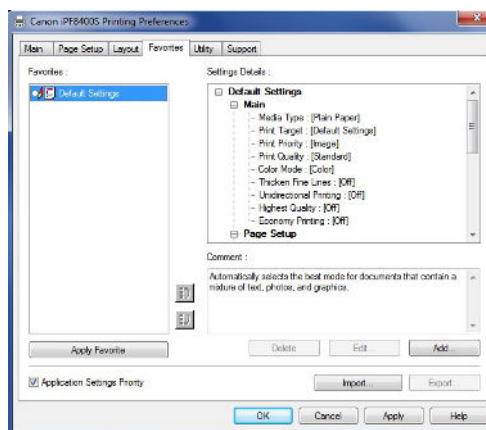 Canon iPF8400S Printing Preferences
Main Page Setup Layout Favorites Utility Support
Favorites :
Default Settings
Settings Details :
Default Settings
Main
Media Type : [Plain Paper]
Print Target : [Default Settings]
Print Priority : [Image]
Print Quality : [Standard]
Color Mode : [Color]
Thicken Fine Lines : [Off]
Unidirectional Printing : [Off]
Highest Quality : [Off]
Economy Printing : [Off]
Page Setup
Comment :
Automatically selects the best mode for documents that contain a
mixture of text, photos, and graphics.
Apply Favorite
Delete Edit... Add...
Application Settings Priority
Import... Export...
OK Cancel Apply Help